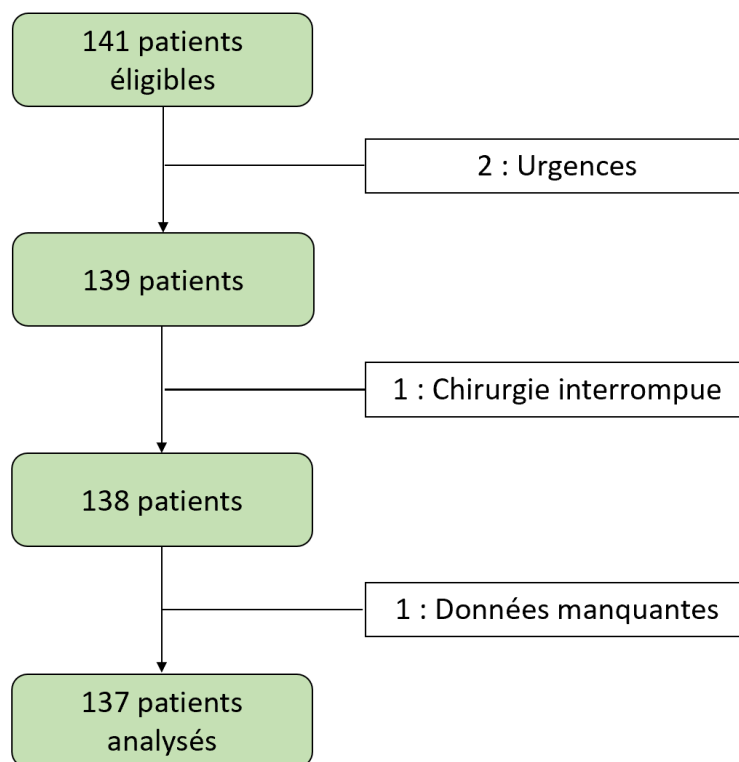 141 patients
éligibles
2 : Urgences
139 patients
1 : Chirurgie interrompue
138 patients
1 : Données manquantes
137 patients
analysés